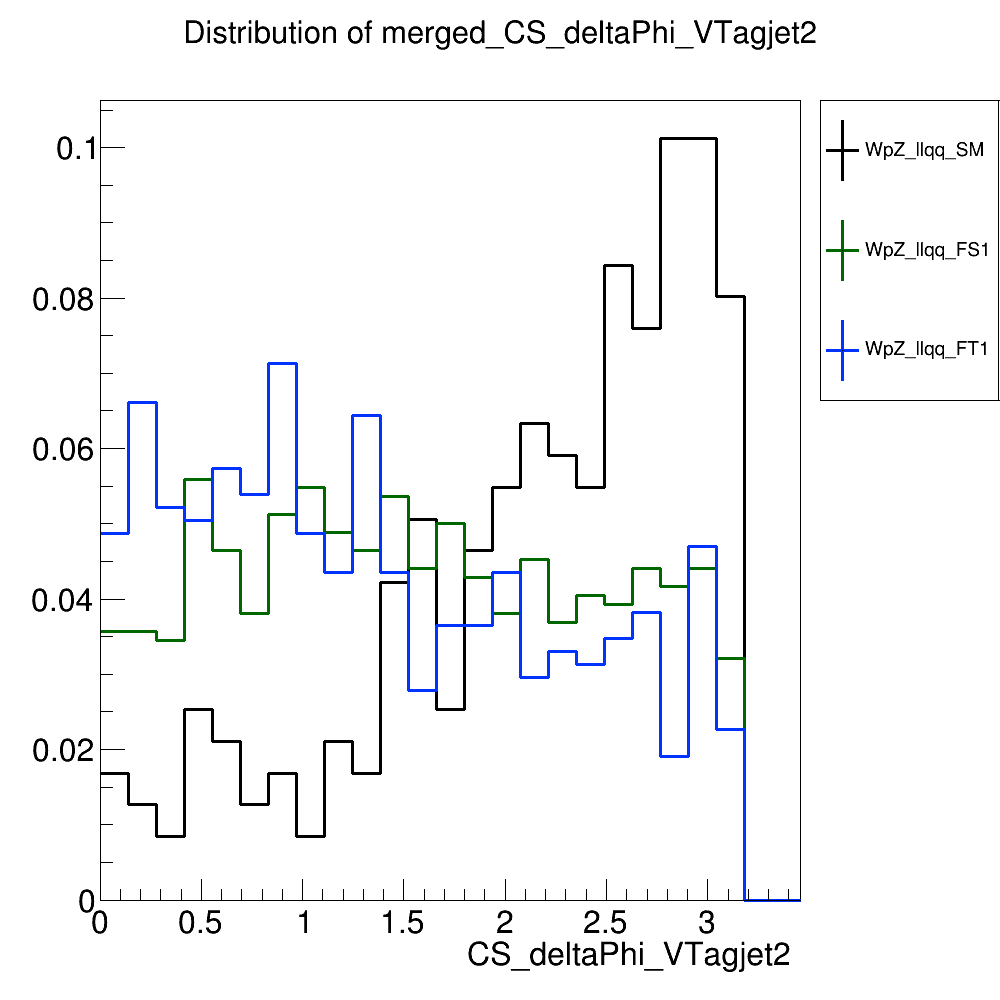 Distribution of merged_CS_deltaPhi_VTagjet2
0.1
0.08
0.06
0.04
0.02
0
0 0.5 1 1.5 2 2.5 3
CS_deltaPhi_VTagjet2
WpZ_llqq_SM
WpZ_llqq_FS1
WpZ_llqq_FT1